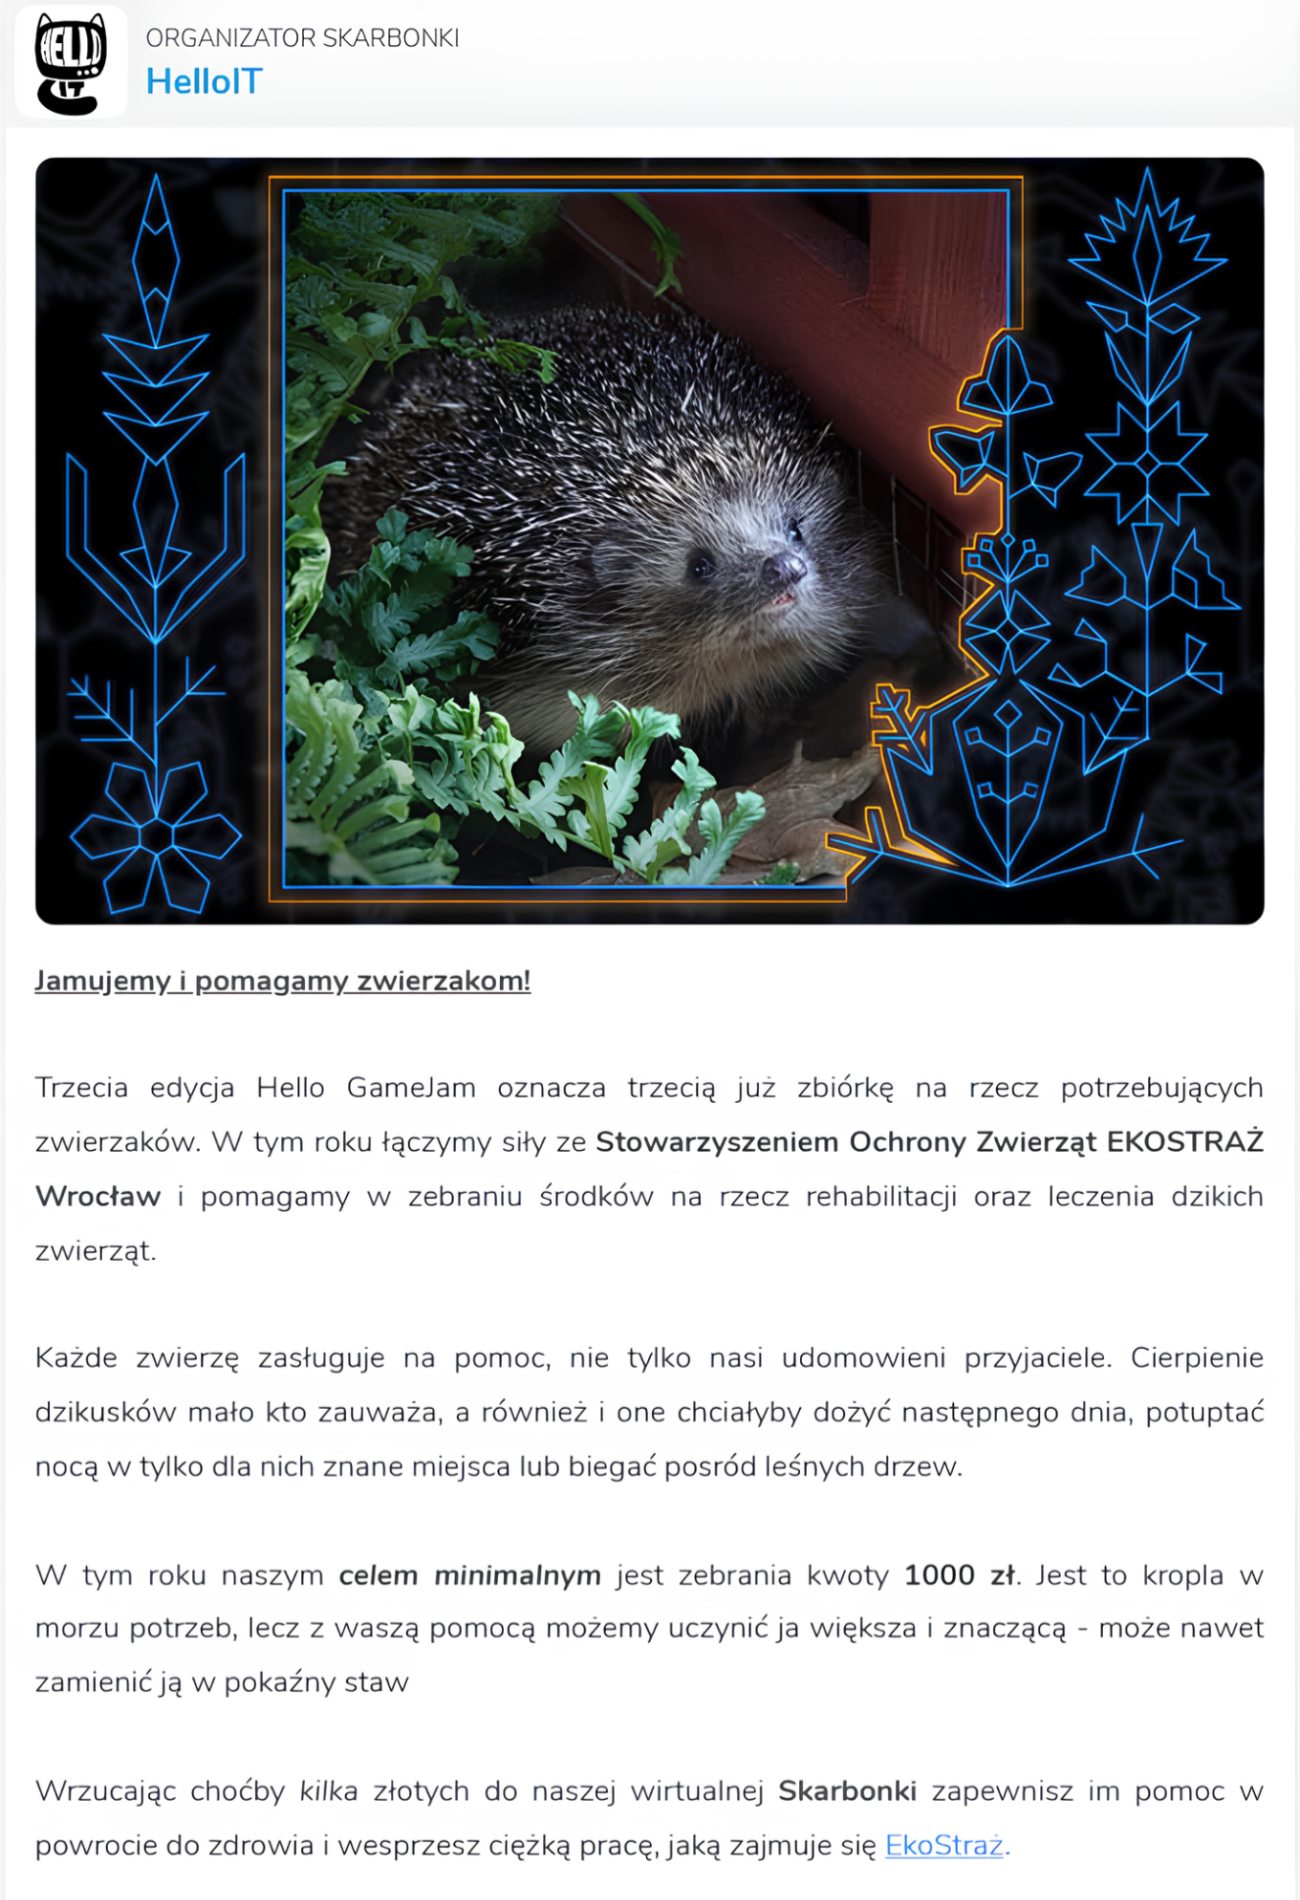 HELLO
IT
ORGANIZATOR SKARBONKI
HelloIT
Jamujemy i pomagamy zwierzakom!
Trzecia edycja Hello GameJam oznacza trzecią już zbiórkę na rzecz potrzebujących
zwierzaków. W tym roku łączymy siły ze Stowarzyszeniem Ochrony Zwierząt EKOSTRAŻ
Wrocław i pomagamy w zebraniu środków na rzecz rehabilitacji oraz leczenia dzikich
zwierząt.
Każde zwierzę zasługuje na pomoc, nie tylko nasi udomowieni przyjaciele. Cierpienie
dzikusków mało kto zauważa, a również i one chciałyby dożyć następnego dnia, potuptać
nocą w tylko dla nich znane miejsca lub biegać posród leśnych drzew.
W tym roku naszym celem minimalnym jest zebrania kwoty 1000 zł. Jest to kropla w
morzu potrzeb, lecz z waszą pomocą możemy uczynić ja większa i znaczącą - może nawet
zamienić ją w pokaźny staw
Wrzucając choćby kilka złotych do naszej wirtualnej Skarbonki zapewnisz im pomoc w
powrocie do zdrowia i wesprzesz ciężką pracę, jaką zajmuje się EkoStraż.